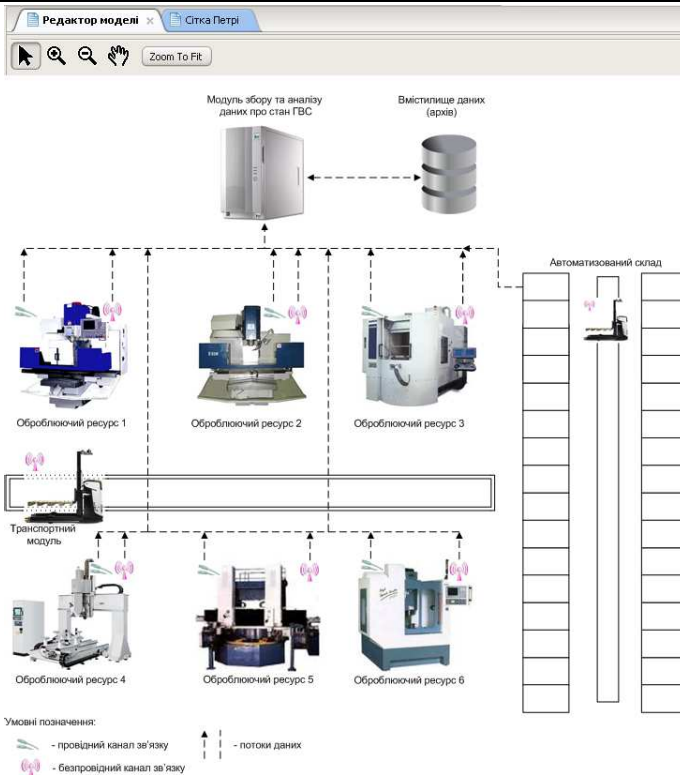 Редактор моделі
Сітка Петрі
Zoom To Fit
Модуль збору та аналізу
даних про стан ГВС
Вмістилище даних
(архів)
Автоматизований склад
Оброблюючий ресурс 1
Оброблюючий ресурс 2
Оброблюючий ресурс 3
Транспортний
модуль
Оброблюючий ресурс 4
Оброблюючий ресурс 5
Оброблюючий ресурс 6
Умовні позначення:
- провідний канал зв'язку
- потоки даних
- безпровідний канал зв'язку